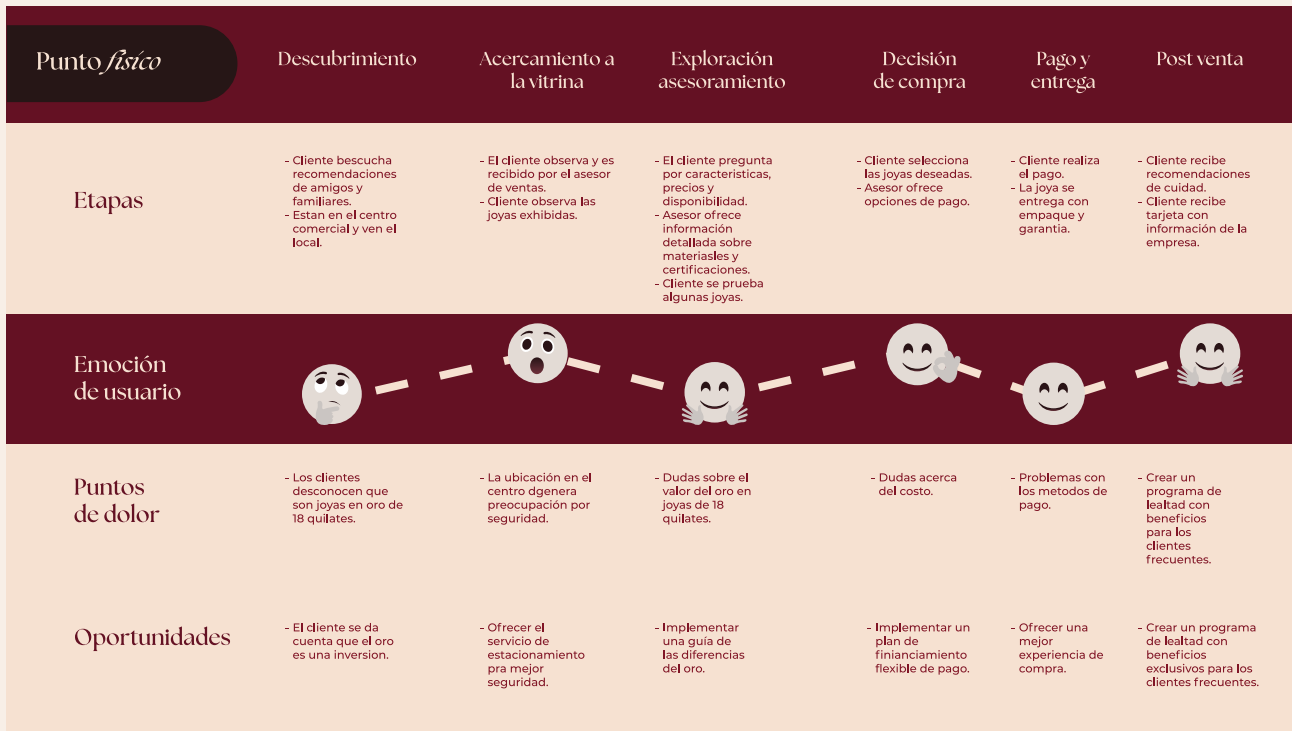 Punto físico
Descubrimiento
Acercamiento a
la vitrina
Exploración
asesoramiento
Decisión
de compra
Pago y
entrega
Post venta
Etapas
- Cliente bescucha
recomendaciones
de amigos y
familiares.
- Estan en el centro
comercial y ven el
local.
- El cliente observa y es
recibido por el asesor
de ventas.
- Cliente observa las
joyas exhibidas.
- El cliente pregunta
por caracteristicas,
precios y
disponibilidad.
- Asesor ofrece
información
detallada sobre
materiasles y
certificaciones.
- Cliente se prueba
algunas joyas.
- Cliente selecciona
las joyas deseadas.
- Asesor ofrece
opciones de pago.
- Cliente realiza
el pago.
- La joya se
entrega con
empaque y
garantia.
- Cliente recibe
recomendaciones
de cuidad.
- Cliente recibe
tarjeta con
información de la
empresa.
Emoción
de usuario
Puntos
de dolor
- Los clientes
desconocen que
son joyas en oro de
18 quilates.
- La ubicación en el
centro dgenera
preocupación por
seguridad.
- Dudas sobre el
valor del oro en
joyas de 18
quilates.
- Dudas acerca
del costo.
- Problemas con
los metodos de
pago.
- Crear un
programa de
lealtad con
beneficios
para los
clientes
frecuentes.
Oportunidades
- El cliente se da
cuenta que el oro
es una inversion.
- Ofrecer el
servicio de
estacionamiento
pra mejor
seguridad.
- Implementar
una guía de
las diferencias
del oro.
- Implementar un
plan de
finianciamiento
flexible de pago.
- Ofrecer una
mejor
experiencia de
compra.
- Crear un programa
de lealtad con
beneficios
exclusivos para los
clientes frecuentes.